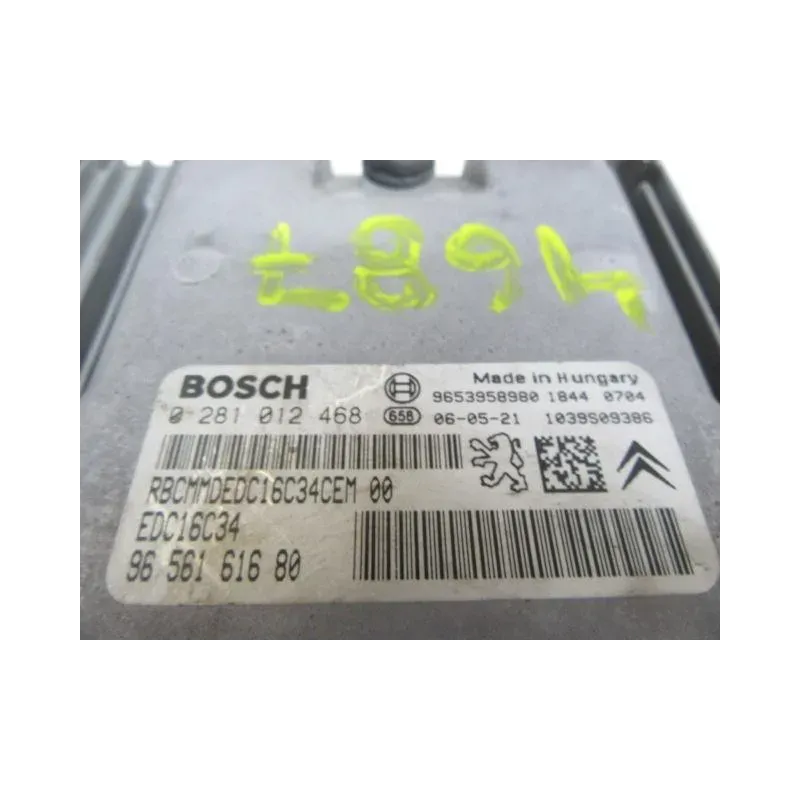 BOSCH
Made in Hungary
9653958980 1844 0704
0 281 012 468
658
06-05-21
1039S09386
RBCMMDEDC16C34CEM 00
EDC16C34
96 561 616 80